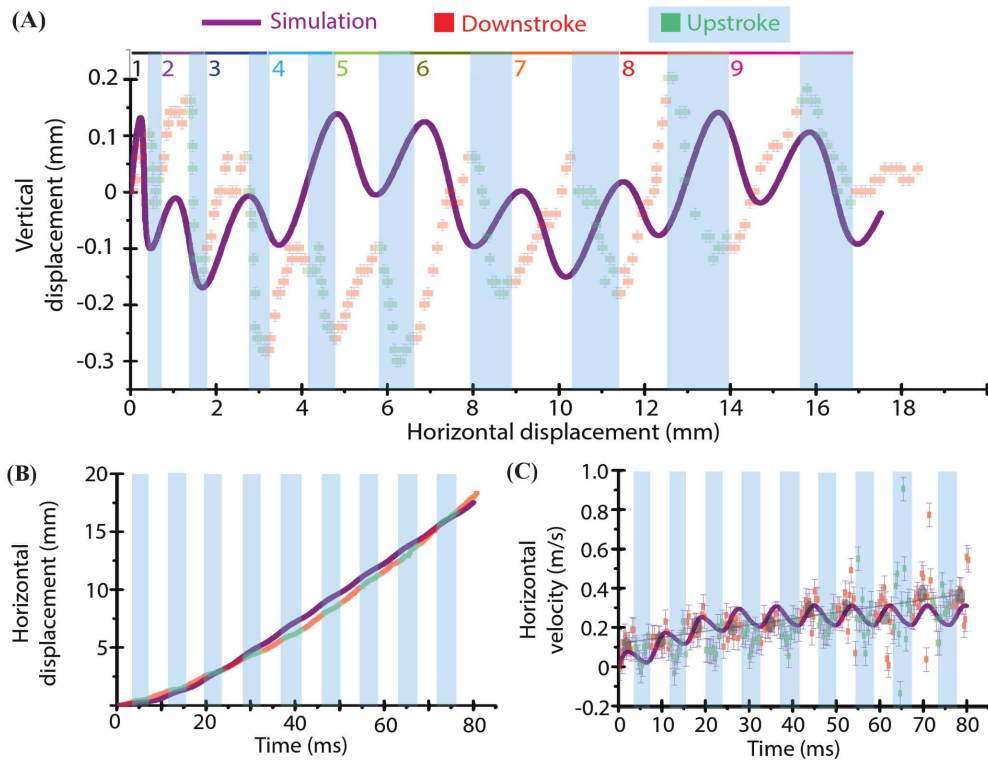 (A)
Simulation
Downstroke
Upstroke
1 2 3 4 5 6 7 8 9
0.2
0.1
0
-0.1
-0.2
-0.3
Vertical
displacement (mm)
0 2 4 6 8 10 12 14 16 18
Horizontal displacement (mm)
(B)
20
15
10
5
Horizontal
displacement (mm)
0 20 40 60 80
Time (ms)
(C)
1.0
0.8
0.6
0.4
0.2
0
-0.2
Horizontal
velocity (m/s)
0 10 20 30 40 50 60 70 80
Time (ms)